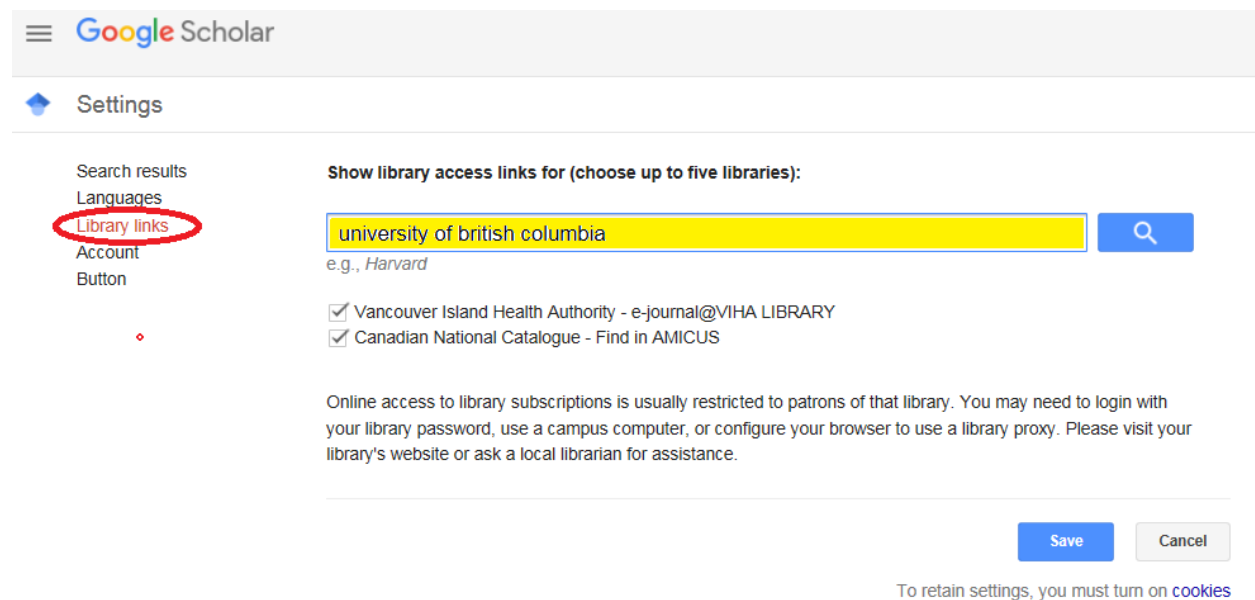 Google Scholar
Settings
Search results
Languages
Library links
Account
Button
Show library access links for (choose up to five libraries):
university of british columbia
e.g., Harvard
Vancouver Island Health Authority - e-journal@VIHA LIBRARY
Canadian National Catalogue - Find in AMICUS
Online access to library subscriptions is usually restricted to patrons of that library. You may need to login with
your library password, use a campus computer, or configure your browser to use a library proxy. Please visit your
library's website or ask a local librarian for assistance.
Save
Cancel
To retain settings, you must turn on cookies